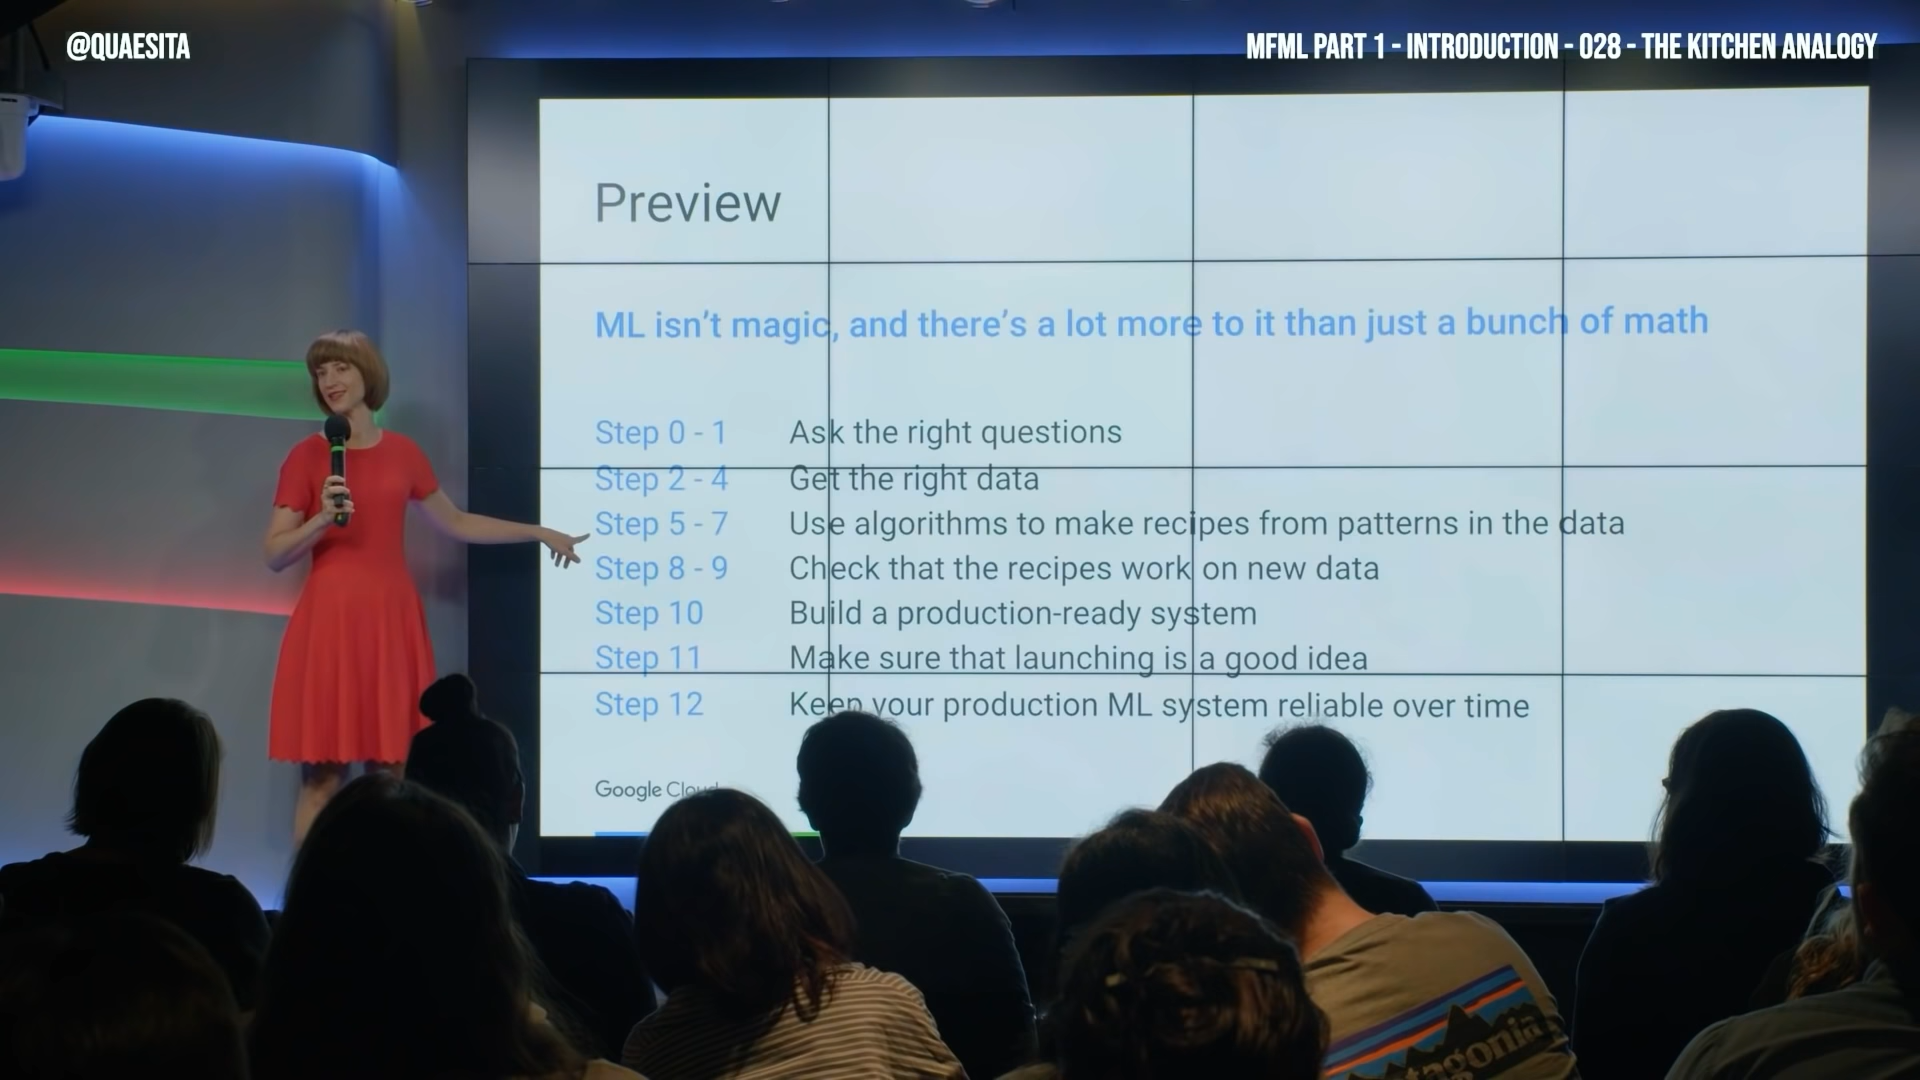 @QUAESITA
MFML PART 1 - INTRODUCTION - 028 - THE KITCHEN ANALOGY
Preview
ML isn't magic, and there's a lot more to it than just a bunch of math
Step 0 - 1 Ask the right questions
Step 2 - 4 Get the right data
Step 5 - 7 Use algorithms to make recipes from patterns in the data
Step 8 - 9 Check that the recipes work on new data
Step 10 Build a production-ready system
Step 11 Make sure that launching is a good idea
Step 12 Keep your production ML system reliable over time
Google Cloud
patagonia